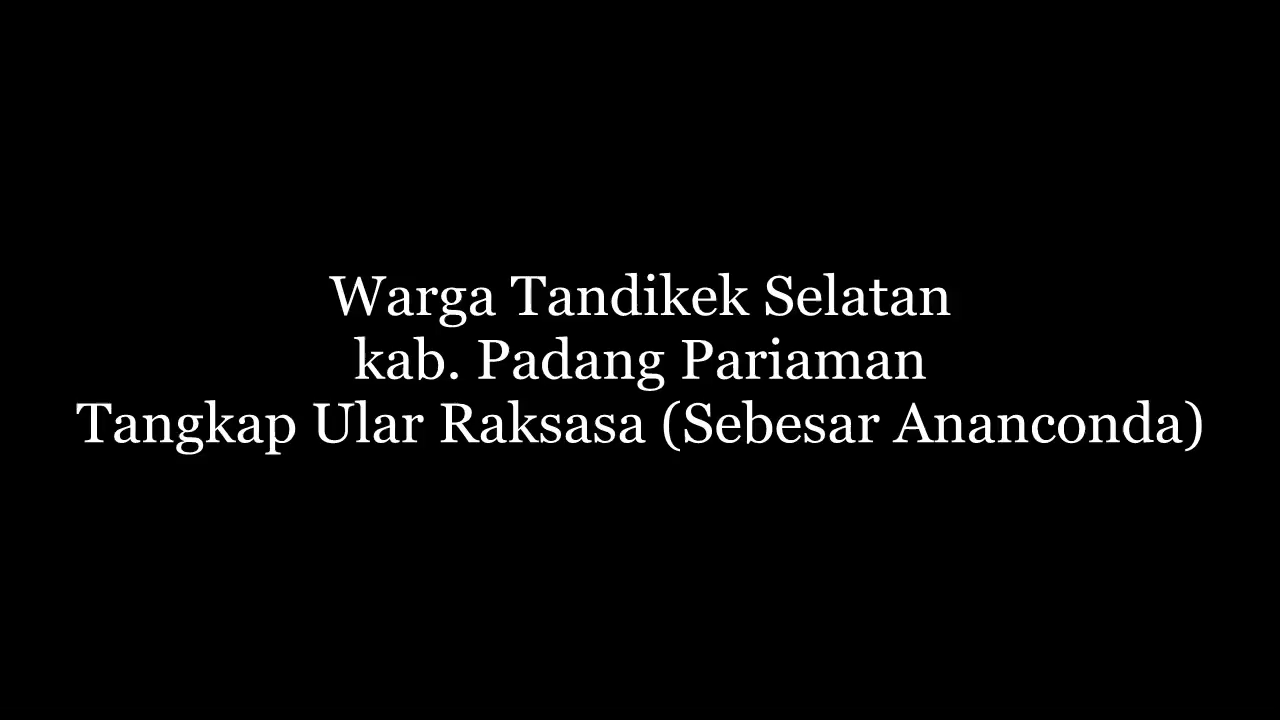 Warga Tandikek Selatan
kab. Padang Pariaman
Tangkap Ular Raksasa (Sebesar Ananconda)